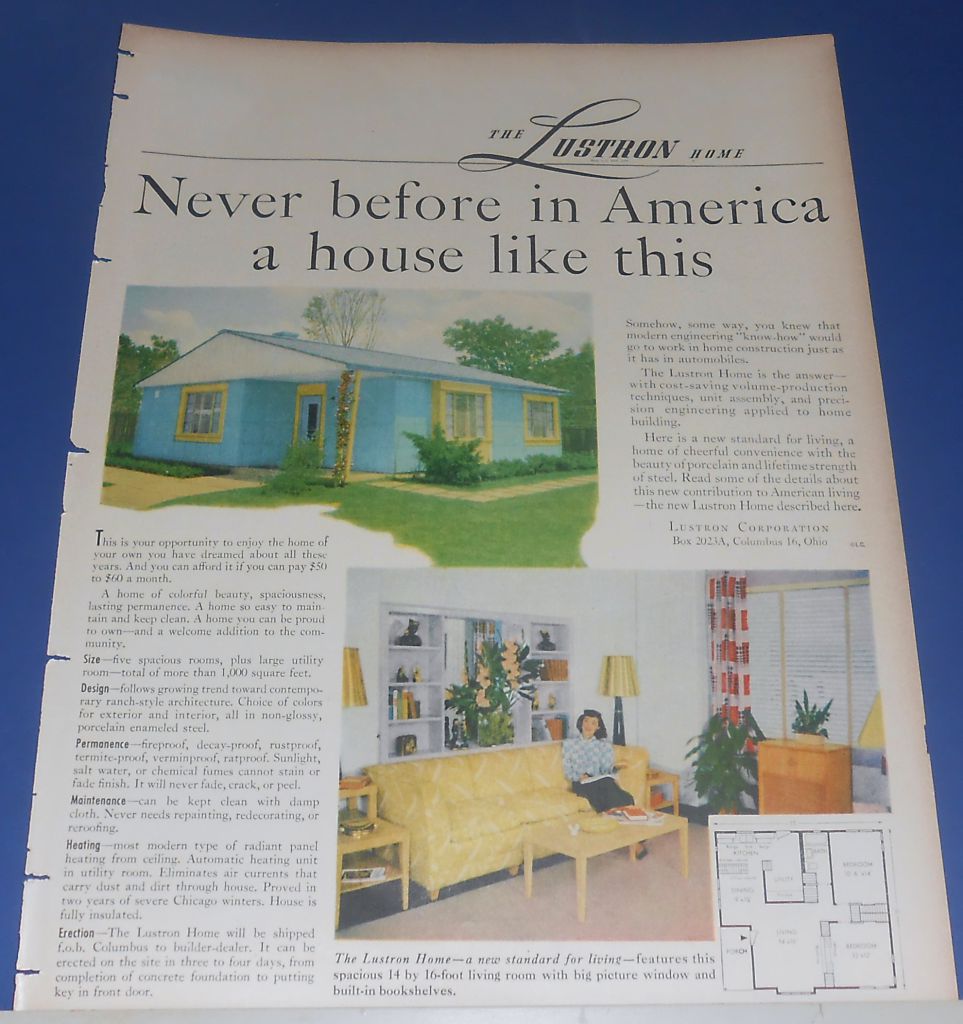 THE LUSTRON HOME
Never before in America
a house like this
Somehow, some way, you knew that
modern engineering "know-how" would
go to work in home construction just as
it has in automobiles.
The Lustron Home is the answer—
with cost-saving volume-production
techniques, unit assembly, and preci-
sion engineering applied to home
building.
Here is a new standard for living, a
home of cheerful convenience with the
beauty of porcelain and lifetime strength
of steel. Read some of the details about
this new contribution to American living
—the new Lustron Home described here.
LUSTRON CORPORATION
Box 2023A, Columbus 16, Ohio
©L.C.
This is your opportunity to enjoy the home of
your own you have dreamed about all these
years. And you can afford it if you can pay $50
to $60 a month.
A home of colorful beauty, spaciousness,
lasting permanence. A home so easy to main-
tain and keep clean. A home you can be proud
to own—and a welcome addition to the com-
munity.
Size—five spacious rooms, plus large utility
room—total of more than 1,000 square feet.
Design—follows growing trend toward contempo-
rary ranch-style architecture. Choice of colors
for exterior and interior, all in non-glossy,
porcelain enameled steel.
Permanence—fireproof, decay-proof, rustproof,
termite-proof, verminproof, ratproof. Sunlight,
salt water, or chemical fumes cannot stain or
fade finish. It will never fade, crack, or peel.
Maintenance—can be kept clean with damp
cloth. Never needs repainting, redecorating, or
reroofing.
Heating—most modern type of radiant panel
heating from ceiling. Automatic heating unit
in utility room. Eliminates air currents that
carry dust and dirt through house. Proved in
two years of severe Chicago winters. House is
fully insulated.
Erection—The Lustron Home will be shipped
f.o.b. Columbus to builder-dealer. It can be
erected on the site in three to four days, from
completion of concrete foundation to putting
key in front door.
The Lustron Home—a new standard for living—features this
spacious 14 by 16-foot living room with big picture window and
built-in bookshelves.
KITCHEN
BATH
BEDROOM
UTILITY
DINING
LIVING
PORCH
BEDROOM